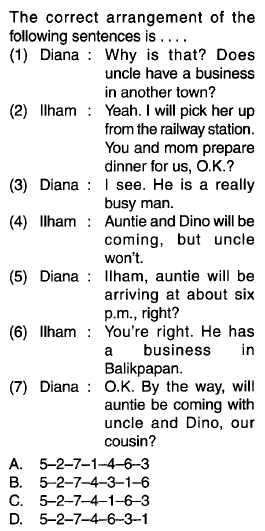 The correct arrangement of the
following sentences is . . . .
(1) Diana : Why is that? Does
uncle have a business
in another town?
(2) Ilham : Yeah. I will pick her up
from the railway station.
You and mom prepare
dinner for us, O.K.?
(3) Diana : I see. He is a really
busy man.
(4) Ilham : Auntie and Dino will be
coming, but uncle
won't.
(5) Diana : Ilham, auntie will be
arriving at about six
p.m., right?
(6) Ilham : You're right. He has
a business in
Balikpapan.
(7) Diana : O.K. By the way, will
auntie be coming with
uncle and Dino, our
cousin?
A. 5–2–7–1–4–6–3
B. 5–2–7–4–3–1–6
C. 5–2–7–4–1–6–3
D. 5–2–7–4–6–3–1